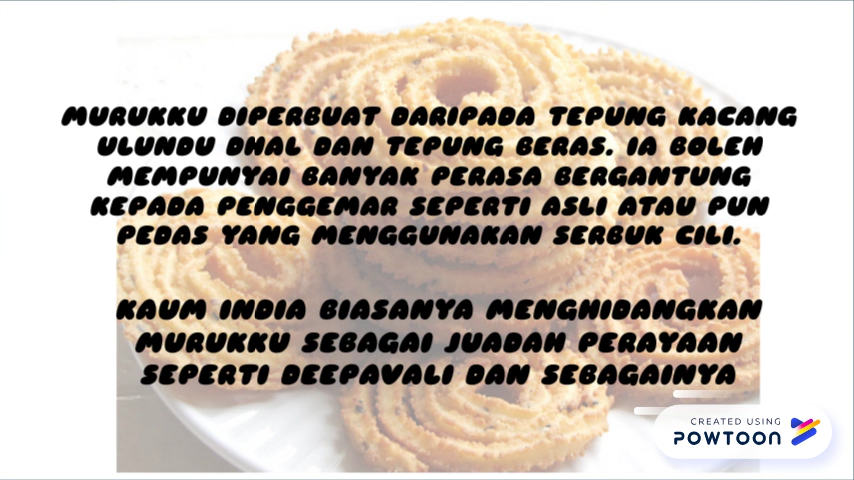 MURUKKU DIPERBUAT DARIPADA TEPUNG KACANG
ULUNDU DHAL DAN TEPUNG BERAS. IA BOLEH
MEMPUNYAI BANYAK PERASA BERGANTUNG
KEPADA PENGGEMAR SEPERTI ASLI ATAU PUN
PEDAS YANG MENGGUNAKAN SERBUK CILI.
KAUM INDIA BIASANYA MENGHIDANGKAN
MURUKKU SEBAGAI JUADAH PERAYAAN
SEPERTI DEEPAVALI DAN SEBAGAINYA
CREATED USING
POWTOON